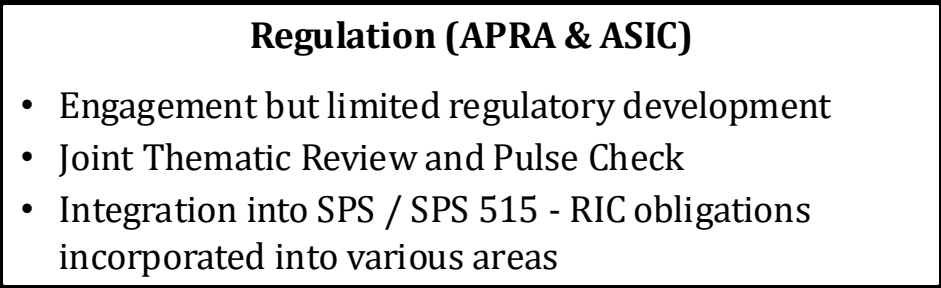 Regulation (APRA & ASIC)
• Engagement but limited regulatory development
• Joint Thematic Review and Pulse Check
• Integration into SPS / SPS 515 - RIC obligations
incorporated into various areas